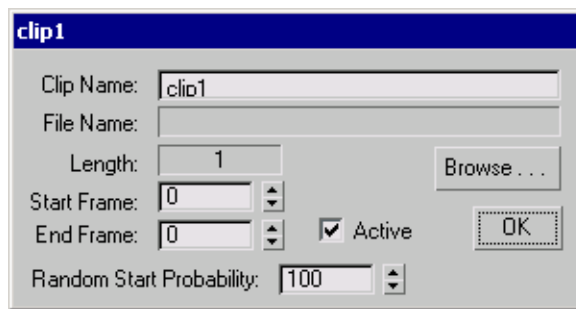 clip1
Clip Name: clip1
File Name:
Length: 1
Browse . . .
Start Frame: 0
End Frame: 0
Active
OK
Random Start Probability: 100